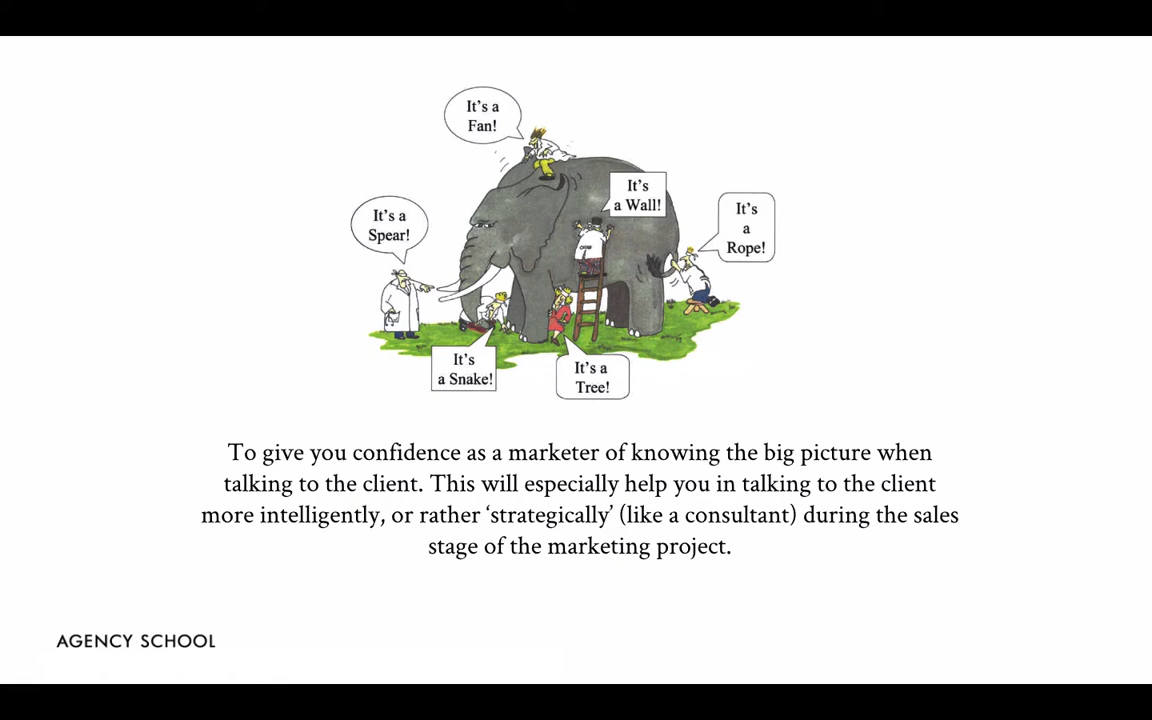 It's a
Fan!
It's
a Wall!
It's a
Spear!
It's
a
Rope!
It's
a Snake!
It's a
Tree!
To give you confidence as a marketer of knowing the big picture when
talking to the client. This will especially help you in talking to the client
more intelligently, or rather ‘strategically’ (like a consultant) during the sales
stage of the marketing project.
AGENCY SCHOOL